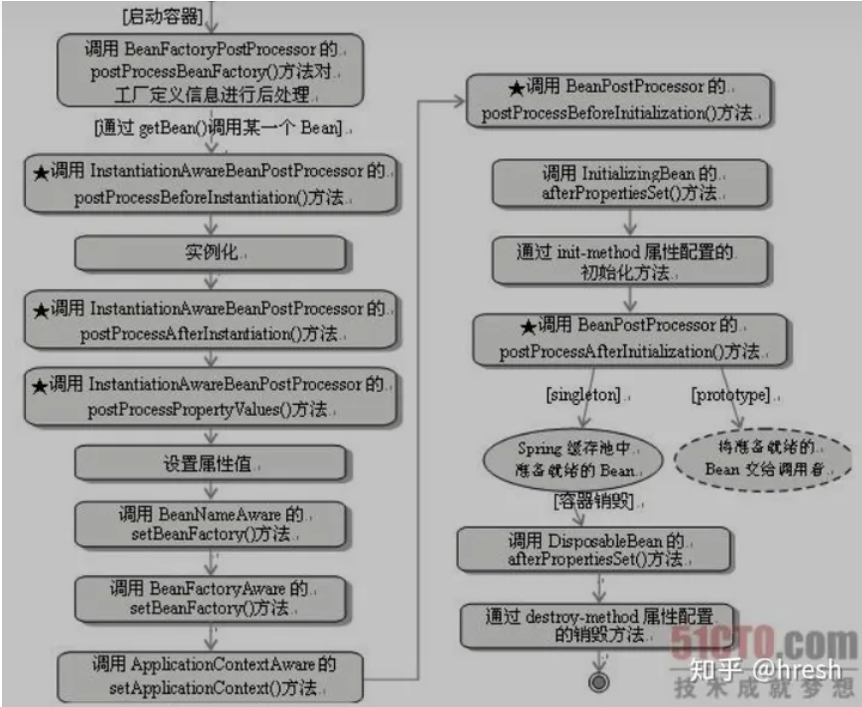 [启动容器]
调用 BeanFactoryPostProcessor 的
postProcessBeanFactory()方法对
工厂定义信息进行后处理
[通过 getBean()调用某一个 Bean]
★调用 InstantiationAwareBeanPostProcessor 的
postProcessBeforeInstantiation()方法
实例化
★调用 InstantiationAwareBeanPostProcessor 的
postProcessAfterInstantiation()方法
★调用 InstantiationAwareBeanPostProcessor 的
postProcessPropertyValues()方法
设置属性值
调用 BeanNameAware 的
setBeanFactory()方法
调用 BeanFactoryAware 的
setBeanFactory()方法
调用 ApplicationContextAware 的
setApplicationContext()方法
★调用 BeanPostProcessor 的
postProcessBeforeInitialization()方法
调用 InitializingBean 的
afterPropertiesSet()方法
通过 init-method 属性配置的
初始化方法
★调用 BeanPostProcessor 的
postProcessAfterInitialization()方法
[singleton]
[prototype]
Spring 缓存池中
准备就绪的 Bean
将准备就绪的
Bean 交给调用者
[容器销毁]
调用 DisposableBean 的
afterPropertiesSet()方法
通过 destroy-method 属性配置
的销毁方法
51CTO.com
知乎 @hresh
技术成就梦想